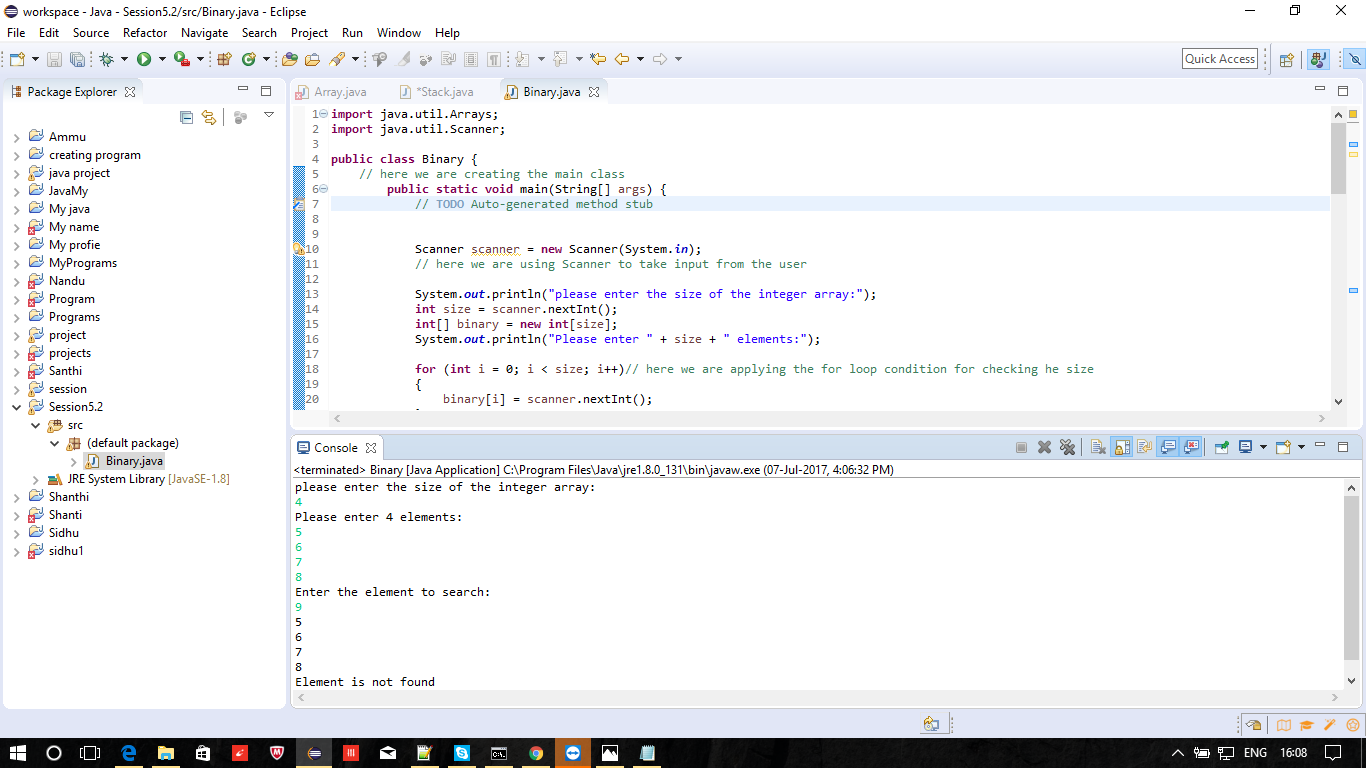 workspace - Java - Session5.2/src/Binary.java - Eclipse
File Edit Source Refactor Navigate Search Project Run Window Help
Quick Access
Package Explorer
Ammu
creating program
java project
JavaMy
My java
My name
My profie
MyPrograms
Nandu
Program
Programs
project
projects
Santhi
session
Session5.2
src
(default package)
Binary.java
JRE System Library [JavaSE-1.8]
Shanthi
Shanti
Sidhu
sidhu1
Array.java *Stack.java Binary.java
1 import java.util.Arrays;
2 import java.util.Scanner;
3
4 public class Binary {
5 // here we are creating the main class
6 public static void main(String[] args) {
7 // TODO Auto-generated method stub
8
9
10 Scanner scanner = new Scanner(System.in);
11 // here we are using Scanner to take input from the user
12
13 System.out.println("please enter the size of the integer array:");
14 int size = scanner.nextInt();
15 int[] binary = new int[size];
16 System.out.println("Please enter " + size + " elements:");
17
18 for (int i = 0; i < size; i++)// here we are applying the for loop condition for checking he size
19 {
20 binary[i] = scanner.nextInt();
Console
<terminated> Binary [Java Application] C:\Program Files\Java\jre1.8.0_131\bin\javaw.exe (07-Jul-2017, 4:06:32 PM)
please enter the size of the integer array:
4
Please enter 4 elements:
5
6
7
8
Enter the element to search:
9
5
6
7
8
Element is not found
ENG 16:08